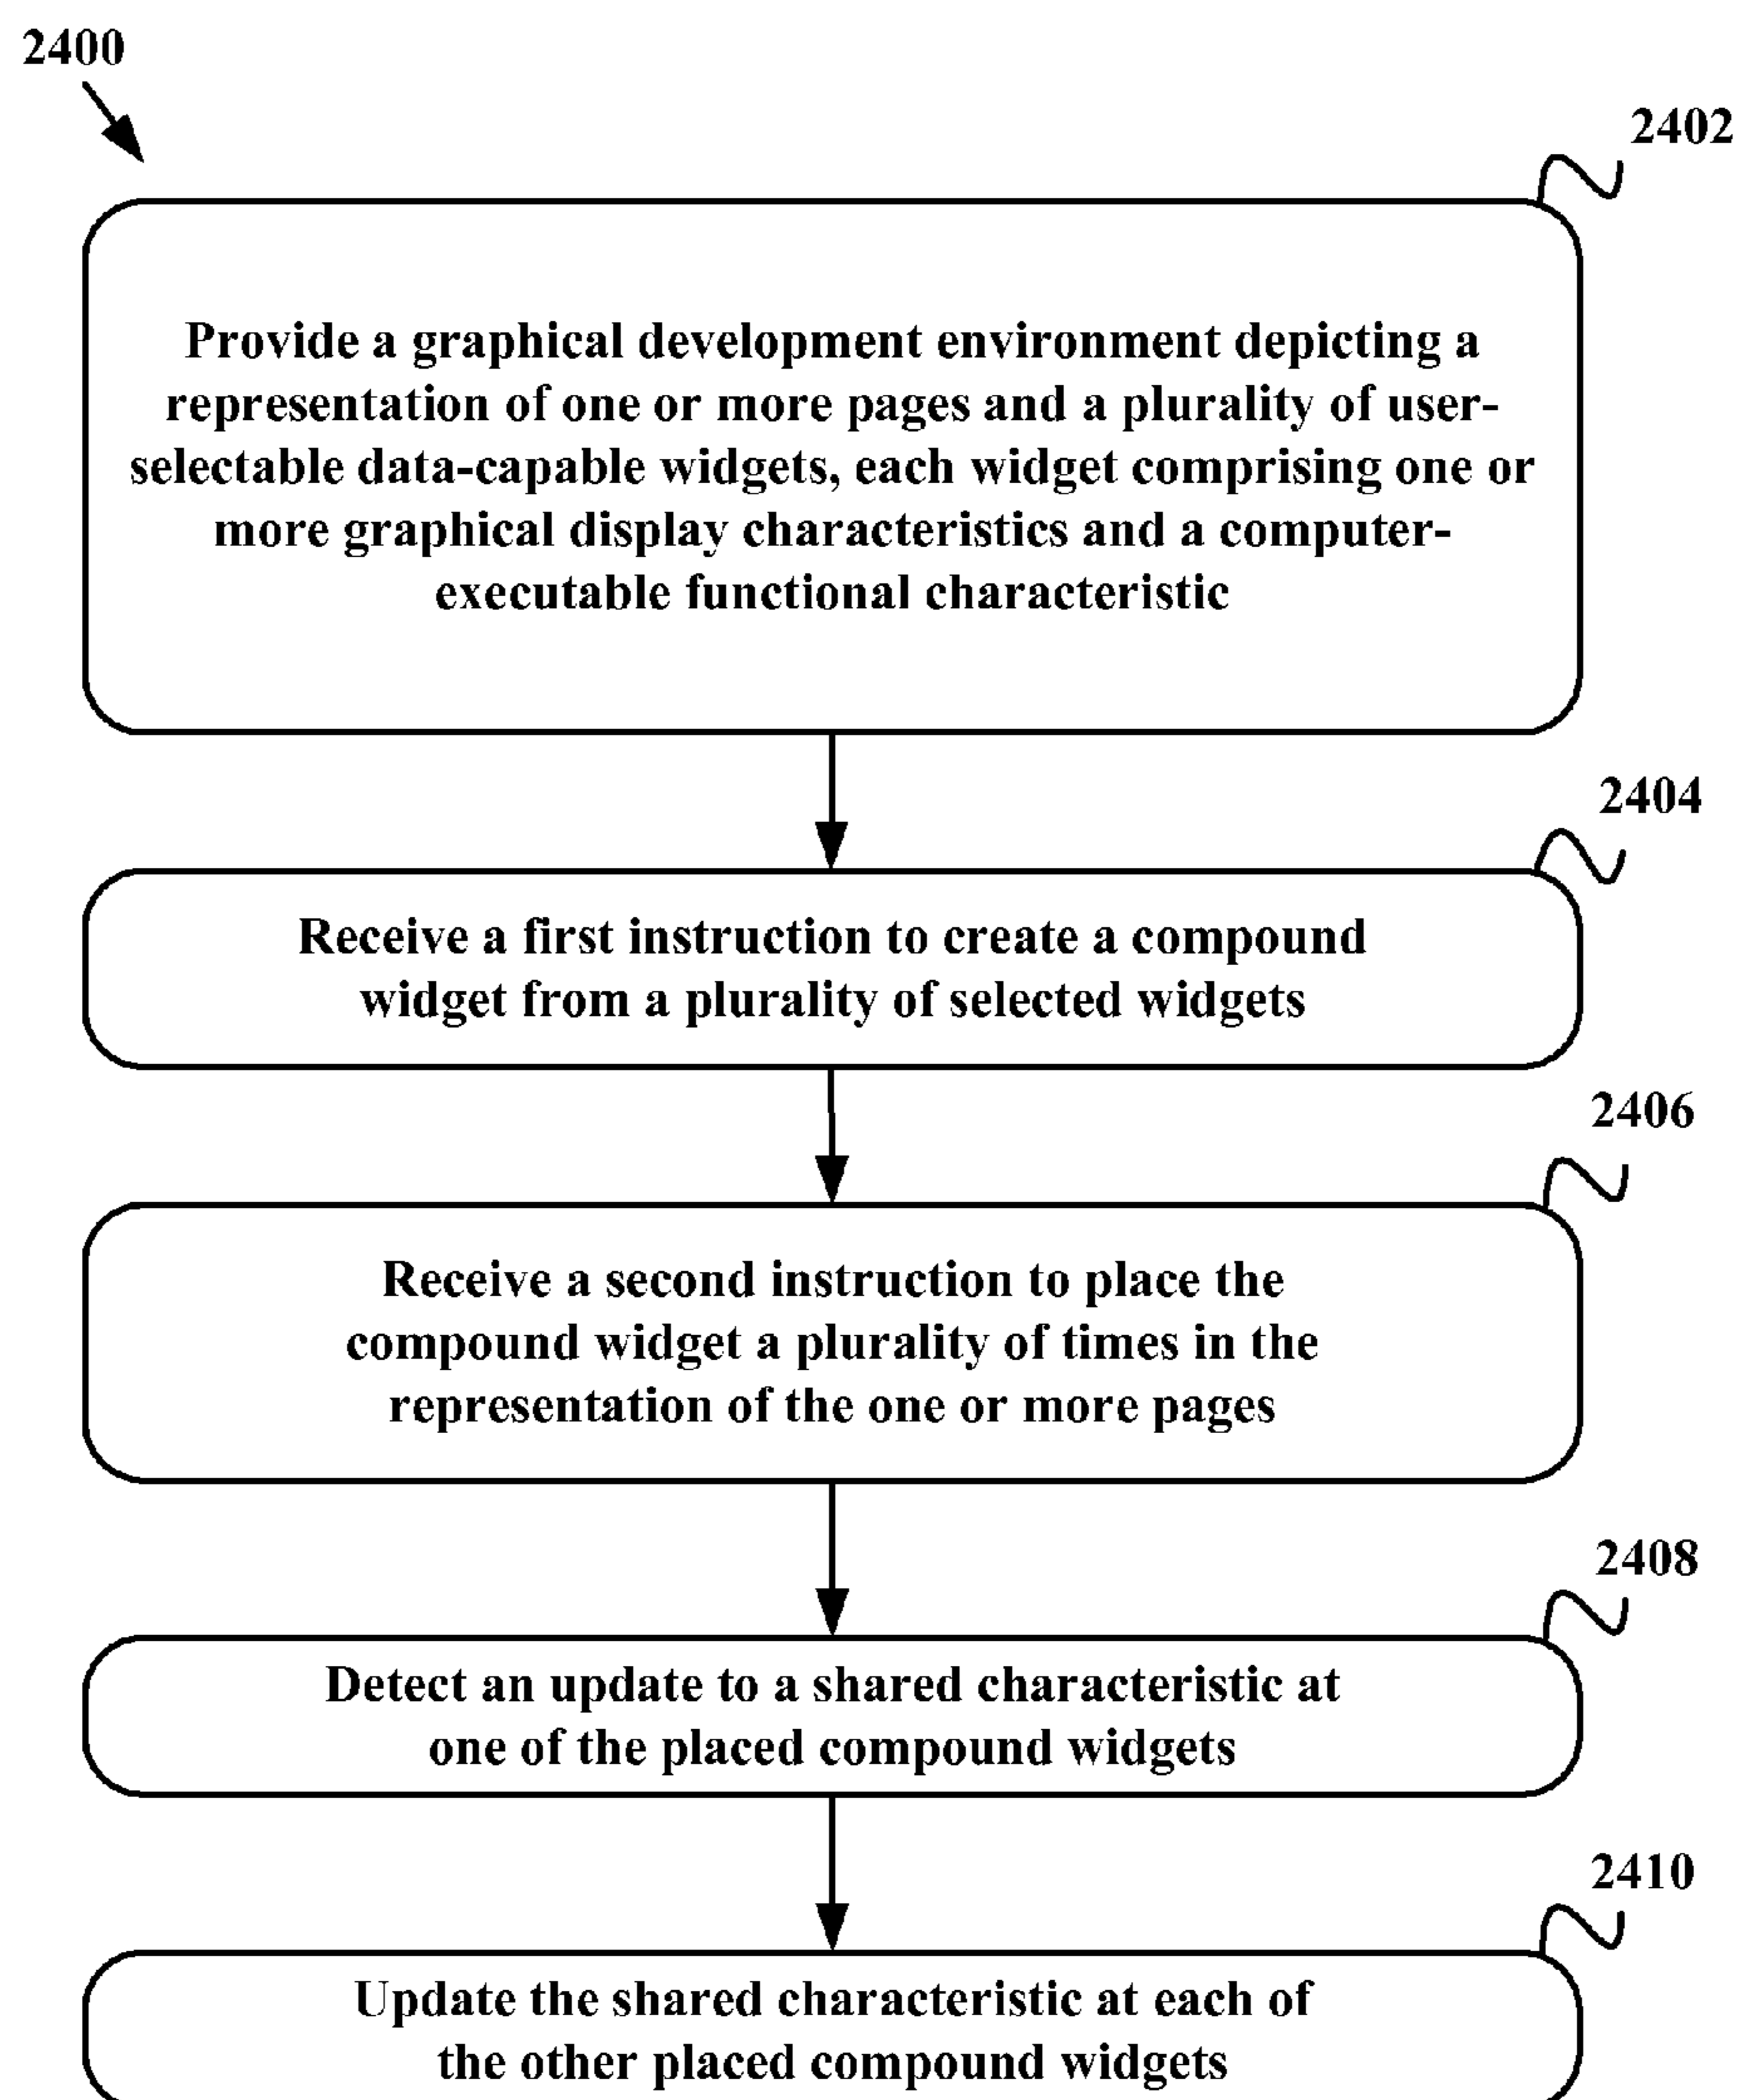 2400
2402
Provide a graphical development environment depicting a
representation of one or more pages and a plurality of user-
selectable data-capable widgets, each widget comprising one or
more graphical display characteristics and a computer-
executable functional characteristic
2404
Receive a first instruction to create a compound
widget from a plurality of selected widgets
2406
Receive a second instruction to place the
compound widget a plurality of times in the
representation of the one or more pages
2408
Detect an update to a shared characteristic at
one of the placed compound widgets
2410
Update the shared characteristic at each of
the other placed compound widgets